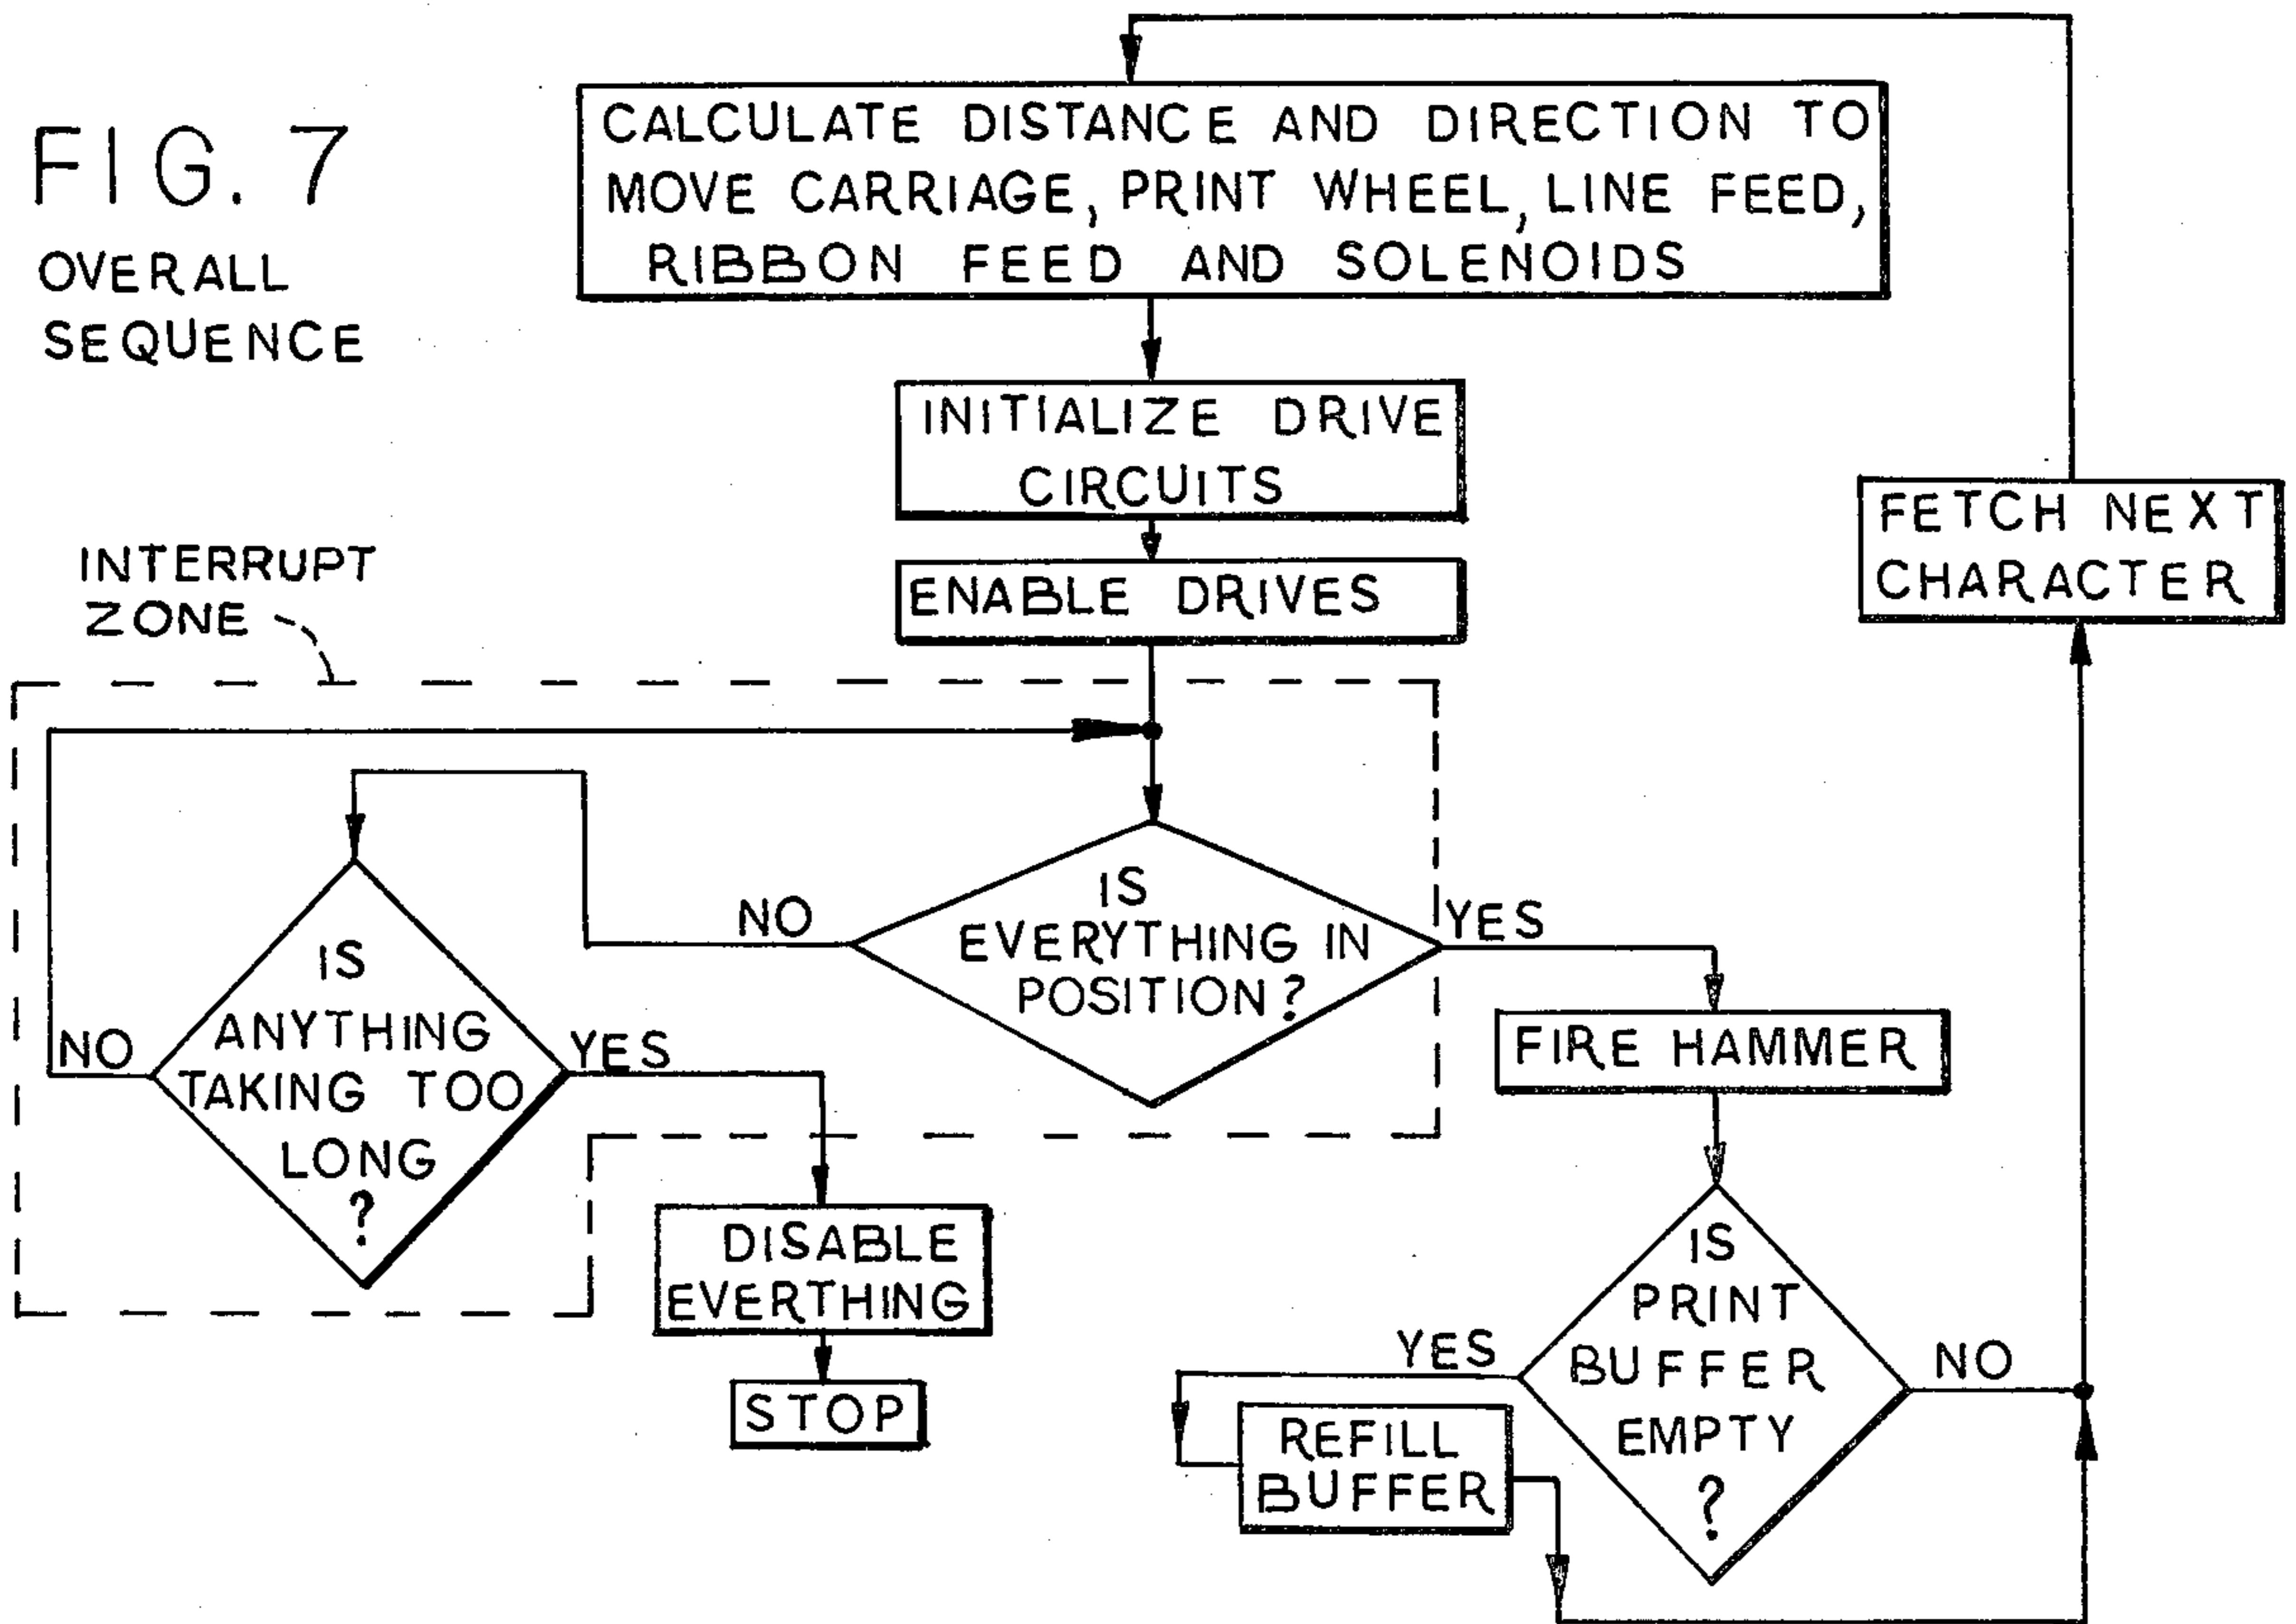 FIG. 7
OVERALL
SEQUENCE
CALCULATE DISTANCE AND DIRECTION TO
MOVE CARRIAGE, PRINT WHEEL, LINE FEED,
RIBBON FEED AND SOLENOIDS
INITIALIZE DRIVE
CIRCUITS
ENABLE DRIVES
FETCH NEXT
CHARACTER
INTERRUPT
ZONE
IS
EVERYTHING IN
POSITION?
NO
YES
IS
ANYTHING
TAKING TOO
LONG
?
NO
YES
DISABLE
EVERTHING
STOP
FIRE HAMMER
IS
PRINT
BUFFER
EMPTY
?
YES
NO
REFILL
BUFFER